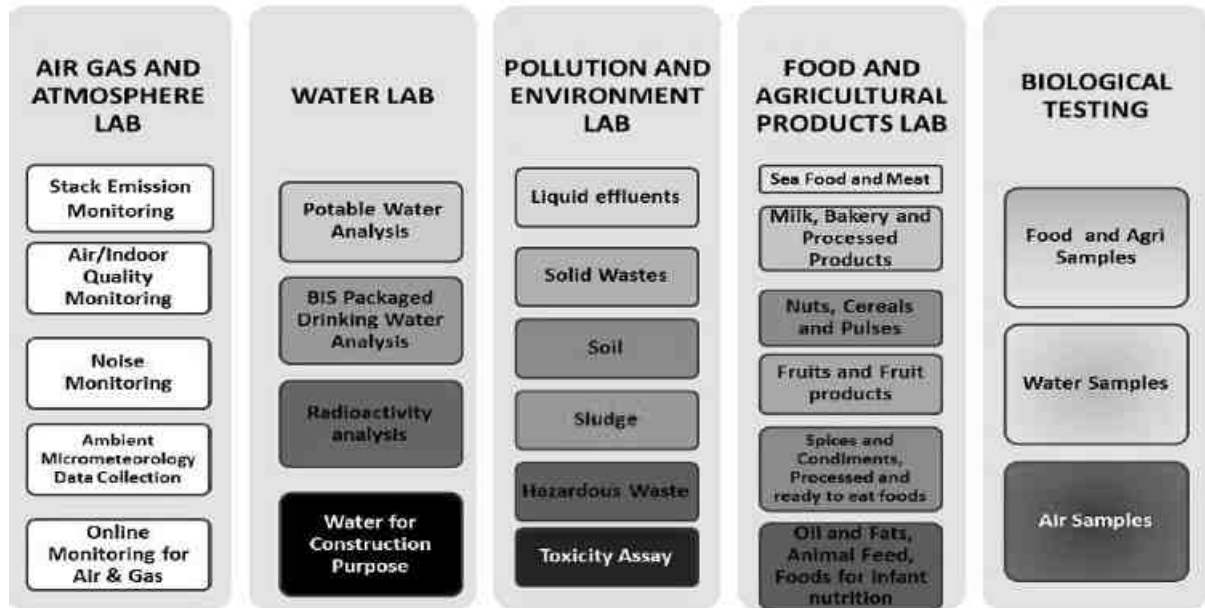 AIR GAS AND
ATMOSPHERE
LAB
Stack Emission
Monitoring
Air/Indoor
Quality
Monitoring
Noise
Monitoring
Ambient
Micrometeorology
Data Collection
Online
Monitoring for
Air & Gas
WATER LAB
Potable Water
Analysis
BIS Packaged
Drinking Water
Analysis
Radioactivity
analysis
Water for
Construction
Purpose
POLLUTION AND
ENVIRONMENT
LAB
Liquid effluents
Solid Wastes
Soil
Sludge
Hazardous Waste
Toxicity Assay
FOOD AND
AGRICULTURAL
PRODUCTS LAB
Sea Food and Meat
Milk, Bakery and
Processed
Products
Nuts, Cereals
and Pulses
Fruits and Fruit
products
Spices and
Condiments,
Processed and
ready to eat foods
Oil and Fats,
Animal Feed,
Foods for infant
nutrition
BIOLOGICAL
TESTING
Food and Agri
Samples
Water Samples
Air Samples